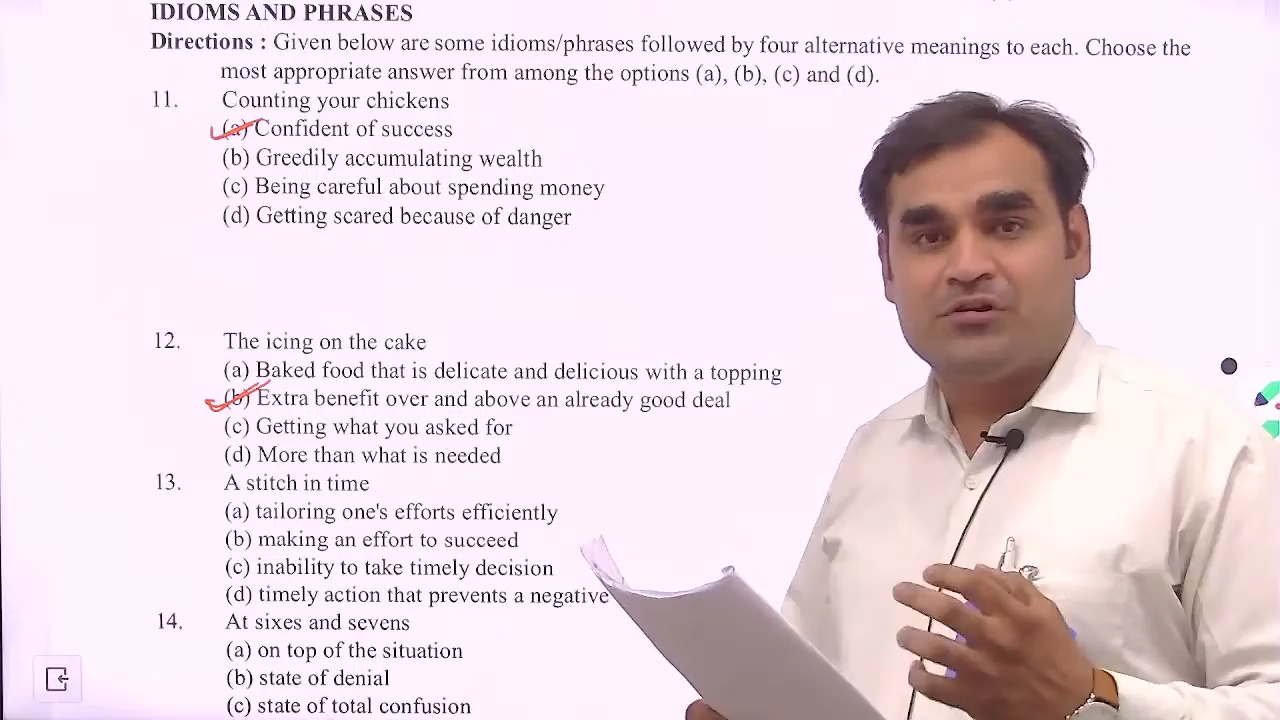 IDIOMS AND PHRASES
Directions : Given below are some idioms/phrases followed by four alternative meanings to each. Choose the
most appropriate answer from among the options (a), (b), (c) and (d).
11. Counting your chickens
(a) Confident of success
(b) Greedily accumulating wealth
(c) Being careful about spending money
(d) Getting scared because of danger
12. The icing on the cake
(a) Baked food that is delicate and delicious with a topping
(b) Extra benefit over and above an already good deal
(c) Getting what you asked for
(d) More than what is needed
13. A stitch in time
(a) tailoring one's efforts efficiently
(b) making an effort to succeed
(c) inability to take timely decision
(d) timely action that prevents a negative
14. At sixes and sevens
(a) on top of the situation
(b) state of denial
(c) state of total confusion